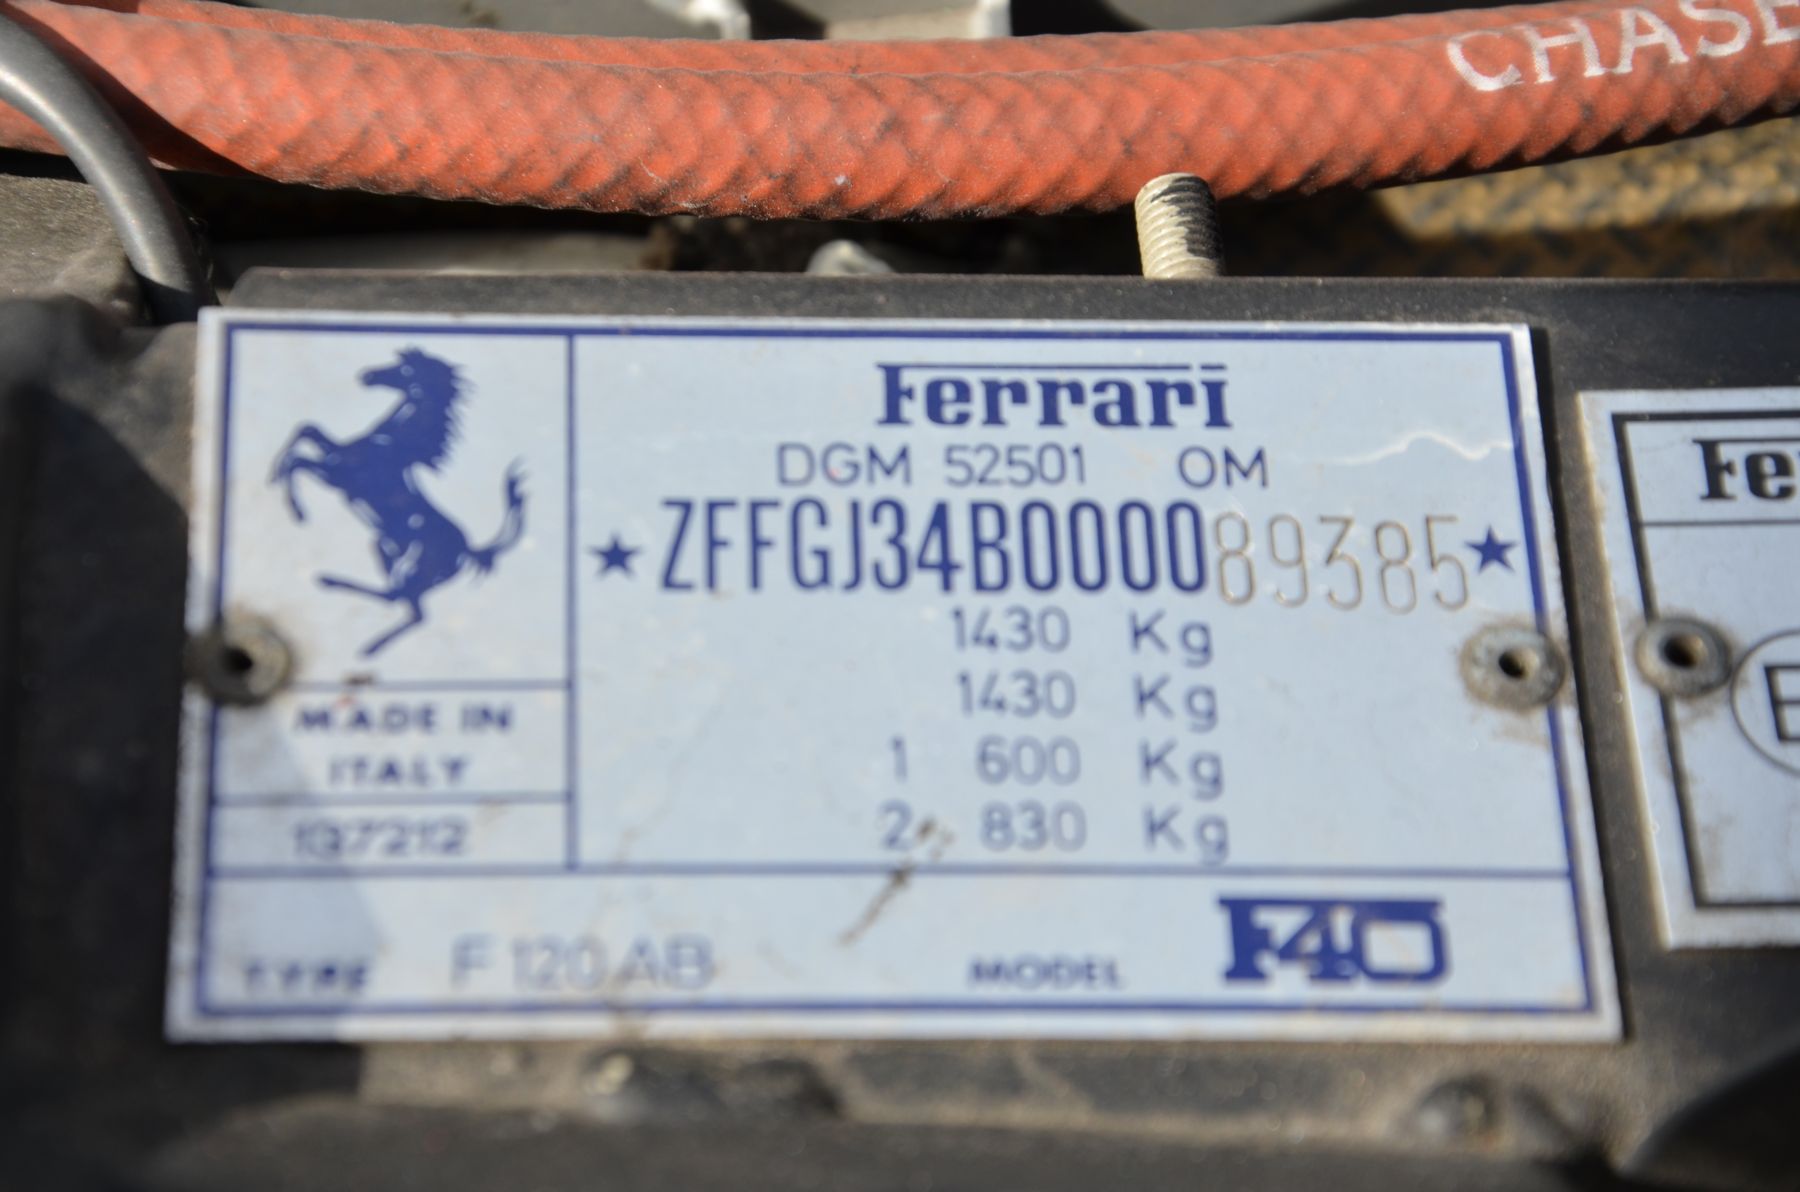 CHASE
Ferrari
DGM 52501 OM
★ ZFFGJ34B000089385 ★
1430 Kg
1430 Kg
1 600 Kg
2 830 Kg
MADE IN
ITALY
137212
TYPE F 120 AB MODEL F40
Fe
E